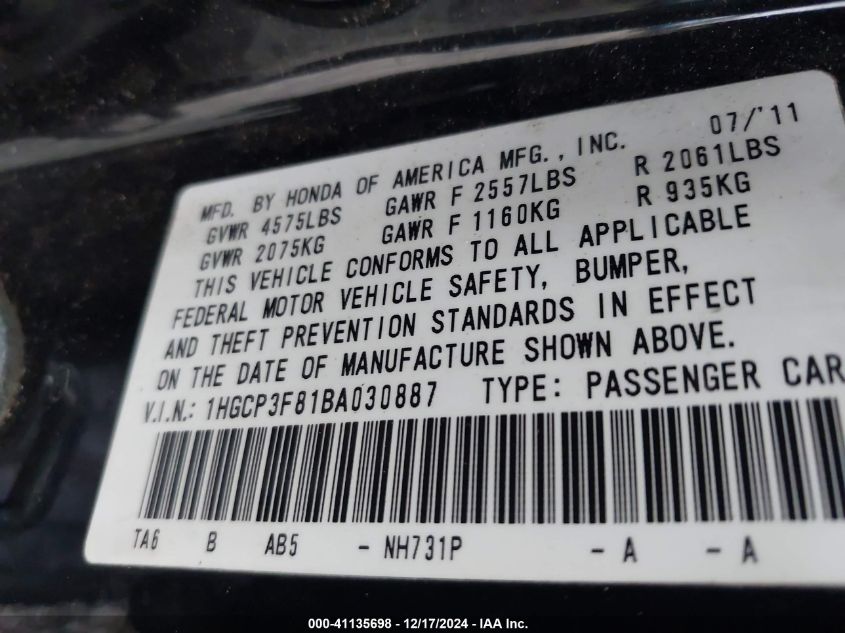 MFD. BY HONDA OF AMERICA MFG., INC. 07/'11
GVWR 4575LBS GAWR F 2557LBS R 2061LBS
GVWR 2075KG GAWR F 1160KG R 935KG
THIS VEHICLE CONFORMS TO ALL APPLICABLE
FEDERAL MOTOR VEHICLE SAFETY, BUMPER,
AND THEFT PREVENTION STANDARDS IN EFFECT
ON THE DATE OF MANUFACTURE SHOWN ABOVE.
V.I.N.: 1HGCP3F81BA030887 TYPE: PASSENGER CAR
TA6 B AB5 - NH731P - A - A
000-41135698 - 12/17/2024 - IAA Inc.